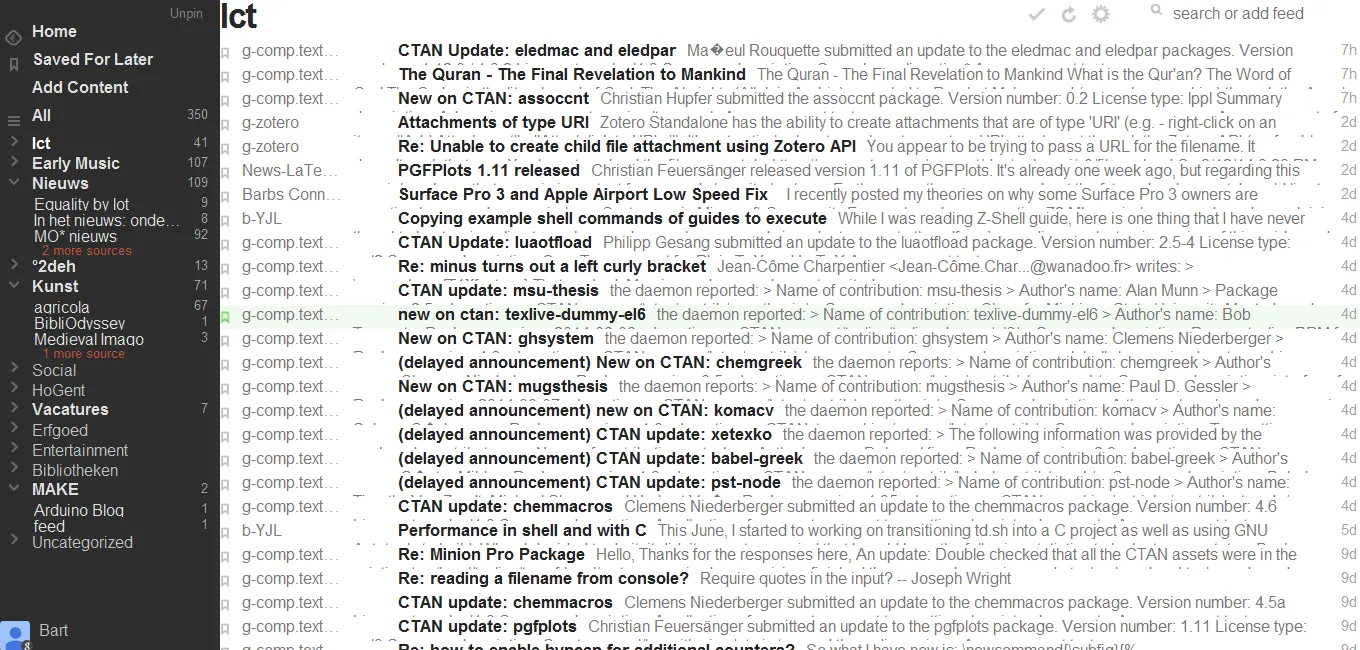 Unpin
Home
Saved For Later
Add Content
All 350
Ict 41
Early Music 107
Nieuws 109
Equality by lot 9
In het nieuws: onde... 8
MO* nieuws 92
2 more sources
°2deh 13
Kunst 71
agricola 67
BibliOdyssey 1
Medieval Imago 3
1 more source
Social
HoGent
Vacatures 7
Erfgoed
Entertainment
Bibliotheken
MAKE 2
Arduino Blog 1
feed 1
Uncategorized
Bart
Ict
search or add feed
g-comp.text... CTAN Update: eledmac and eledpar Ma�eul Rouquette submitted an update to the eledmac and eledpar packages. Version 7h
g-comp.text... The Quran - The Final Revelation to Mankind The Quran - The Final Revelation to Mankind What is the Qur'an? The Word of 7h
g-comp.text... New on CTAN: assoccnt Christian Hupfer submitted the assoccnt package. Version number: 0.2 License type: lppl Summary 7h
g-zotero Attachments of type URI Zotero Standalone has the ability to create attachments that are of type 'URI' (e.g. - right-click on an 2d
g-zotero Re: Unable to create child file attachment using Zotero API You appear to be trying to pass a URL for the filename. It 2d
News-LaTe... PGFPlots 1.11 released Christian Feuersänger released version 1.11 of PGFPlots. It's already one week ago, but regarding this 2d
Barbs Conn... Surface Pro 3 and Apple Airport Low Speed Fix I recently posted my theories on why some Surface Pro 3 owners are 2d
b-YJL Copying example shell commands of guides to execute While I was reading Z-Shell guide, here is one thing that I have never 4d
g-comp.text... CTAN Update: luaotfload Philipp Gesang submitted an update to the luaotfload package. Version number: 2.5-4 License type: 4d
g-comp.text... Re: minus turns out a left curly bracket Jean-Côme Charpentier <Jean-Côme.Char...@wanadoo.fr> writes: > 4d
g-comp.text... CTAN update: msu-thesis the daemon reported: > Name of contribution: msu-thesis > Author's name: Alan Munn > Package 4d
g-comp.text... new on ctan: texlive-dummy-el6 the daemon reported: > Name of contribution: texlive-dummy-el6 > Author's name: Bob 4d
g-comp.text... New on CTAN: ghsystem the daemon reported: > Name of contribution: ghsystem > Author's name: Clemens Niederberger > 4d
g-comp.text... (delayed announcement) New on CTAN: chemgreek the daemon reports: > Name of contribution: chemgreek > Author's 4d
g-comp.text... New on CTAN: mugsthesis the daemon reports: > Name of contribution: mugsthesis > Author's name: Paul D. Gessler > 4d
g-comp.text... (delayed announcement) new on CTAN: komacv the daemon reported: > Name of contribution: komacv > Author's name: 4d
g-comp.text... (delayed announcement) CTAN update: xetexko the daemon reported: > The following information was provided by the 4d
g-comp.text... (delayed announcement) CTAN update: babel-greek the daemon reported: > Name of contribution: babel-greek > Author's 4d
g-comp.text... (delayed announcement) CTAN update: pst-node the daemon reported: > Name of contribution: pst-node > Author's name: 4d
g-comp.text... CTAN update: chemmacros Clemens Niederberger submitted an update to the chemmacros package. Version number: 4.6 4d
b-YJL Performance in shell and with C This June, I started to working on transitioning td.sh into a C project as well as using GNU 5d
g-comp.text... Re: Minion Pro Package Hello, Thanks for the responses here, An update: Double checked that all the CTAN assets were in the 9d
g-comp.text... Re: reading a filename from console? Require quotes in the input? -- Joseph Wright 9d
g-comp.text... CTAN update: chemmacros Clemens Niederberger submitted an update to the chemmacros package. Version number: 4.5a 9d
g-comp.text... CTAN update: pgfplots Christian Feuersänger submitted an update to the pgfplots package. Version number: 1.11 License type: 9d
g-comp.text... Re: how to enable bypcap for additional counters? So what I have now is: \newcommand{\subfig}{% 9d